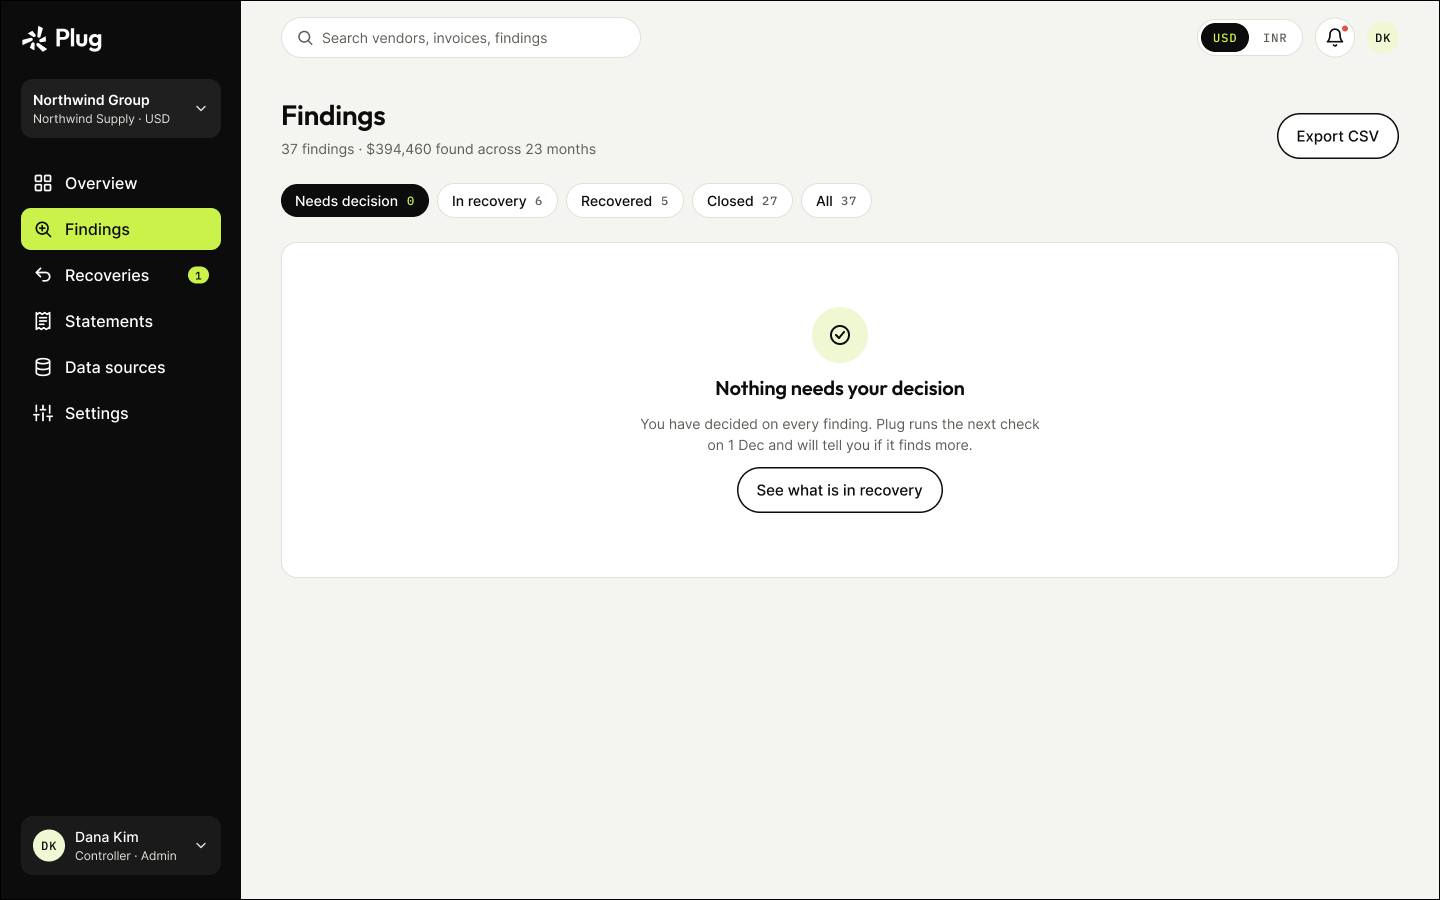 Plug
Northwind Group
Northwind Supply · USD
Overview
Findings
Recoveries 1
Statements
Data sources
Settings
Dana Kim
Controller · Admin
DK
Search vendors, invoices, findings
USD INR
DK
Findings
37 findings · $394,460 found across 23 months
Export CSV
Needs decision 0
In recovery 6
Recovered 5
Closed 27
All 37
Nothing needs your decision
You have decided on every finding. Plug runs the next check
on 1 Dec and will tell you if it finds more.
See what is in recovery